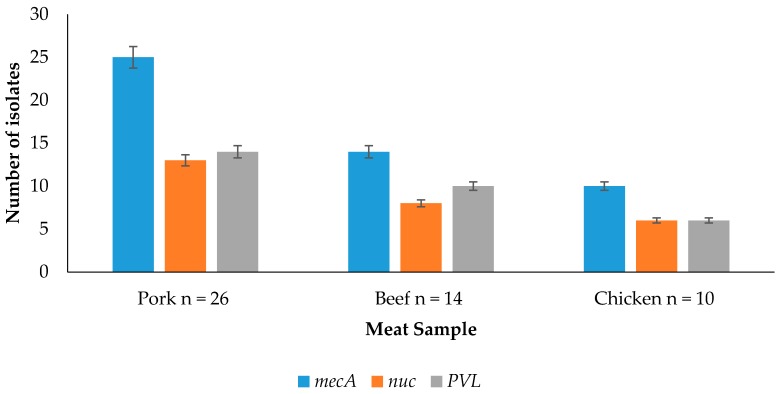 30
25
20
15
10
5
0
Number of isolates
Pork n = 26 Beef n = 14 Chicken n = 10
Meat Sample
mecA nuc PVL